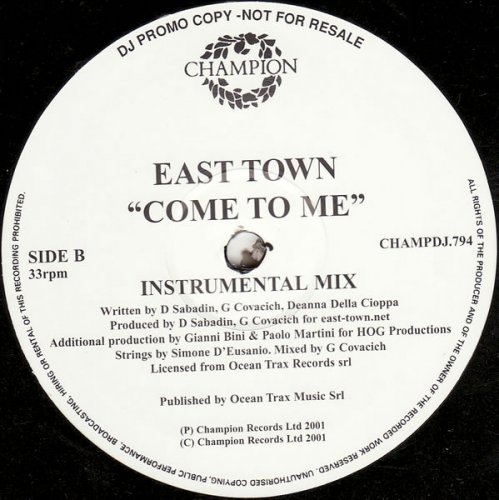 DJ PROMO COPY -NOT FOR RESALE
CHAMPION
EAST TOWN
“COME TO ME”
SIDE B
33rpm
CHAMPDJ.794
INSTRUMENTAL MIX
Written by D Sabadin, G Covacich, Deanna Della Cioppa
Produced by D Sabadin, G Covacich for east-town.net
Additional production by Gianni Bini & Paolo Martini for HOG Productions
Strings by Simone D'Eusanio. Mixed by G Covacich
Licensed from Ocean Trax Records srl
Published by Ocean Trax Music Srl
(P) Champion Records Ltd 2001
(C) Champion Records Ltd 2001
ALL RIGHTS OF THE PRODUCER AND OF THE OWNER OF THE RECORDED WORK RESERVED. UNAUTHORISED COPYING, PUBLIC PERFORMANCE, BROADCASTING, HIRING OR RENTAL OF THIS RECORDING PROHIBITED.